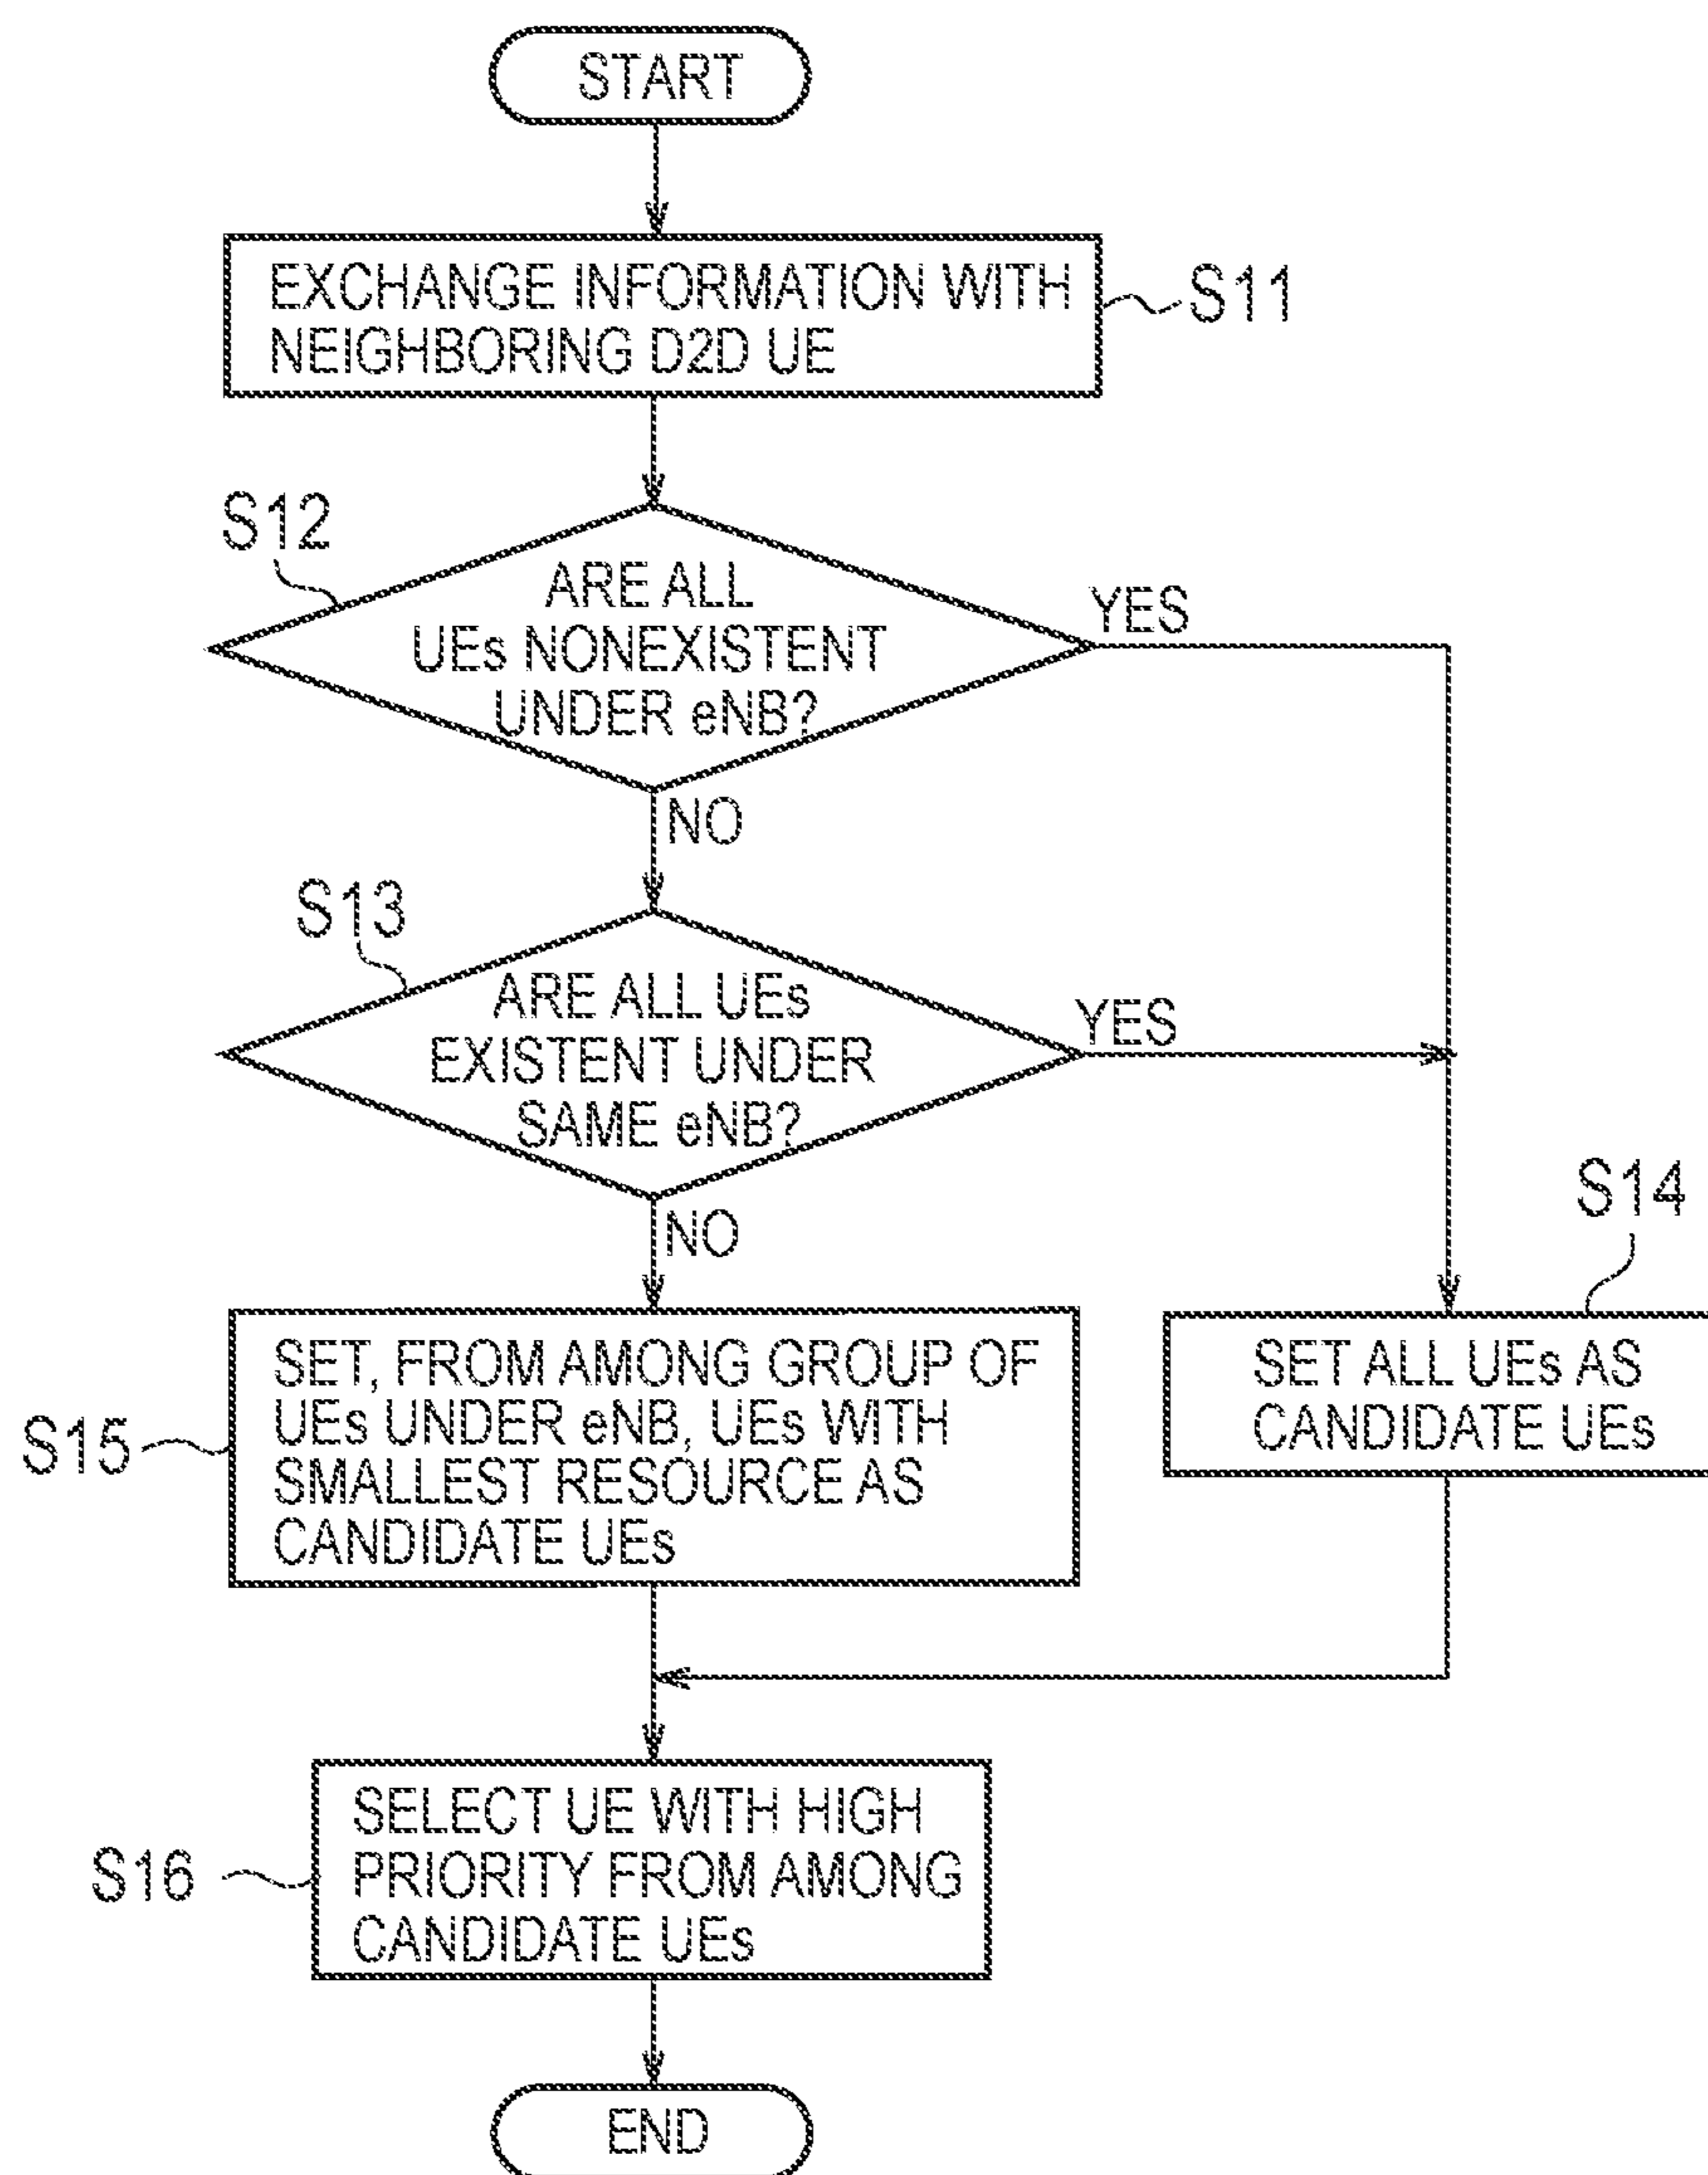 START
EXCHANGE INFORMATION WITH
NEIGHBORING D2D UE
S11
S12
ARE ALL
UEs NONEXISTENT
UNDER eNB?
YES
NO
S13
ARE ALL UEs
EXISTENT UNDER
SAME eNB?
YES
NO
S14
SET ALL UEs AS
CANDIDATE UEs
S15
SET, FROM AMONG GROUP OF
UEs UNDER eNB, UEs WITH
SMALLEST RESOURCE AS
CANDIDATE UEs
S16
SELECT UE WITH HIGH
PRIORITY FROM AMONG
CANDIDATE UEs
END